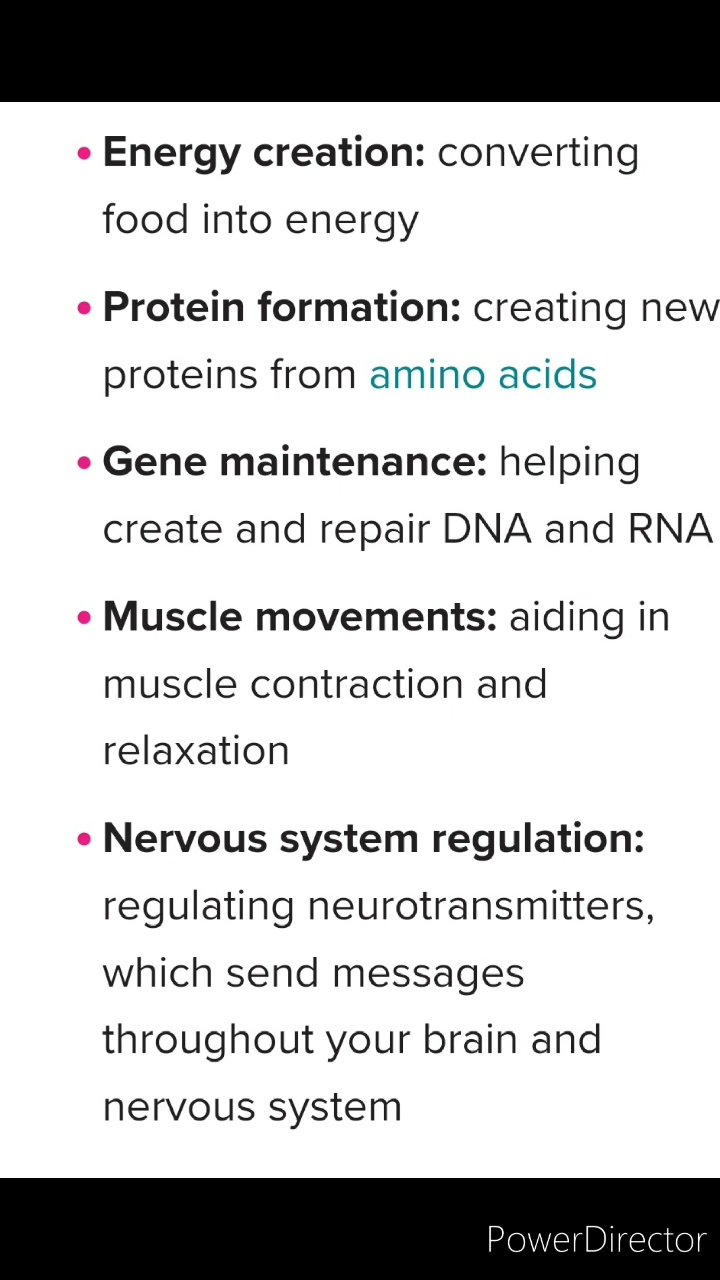 • Energy creation: converting
food into energy
• Protein formation: creating new
proteins from amino acids
• Gene maintenance: helping
create and repair DNA and RNA
• Muscle movements: aiding in
muscle contraction and
relaxation
• Nervous system regulation:
regulating neurotransmitters,
which send messages
throughout your brain and
nervous system
PowerDirector